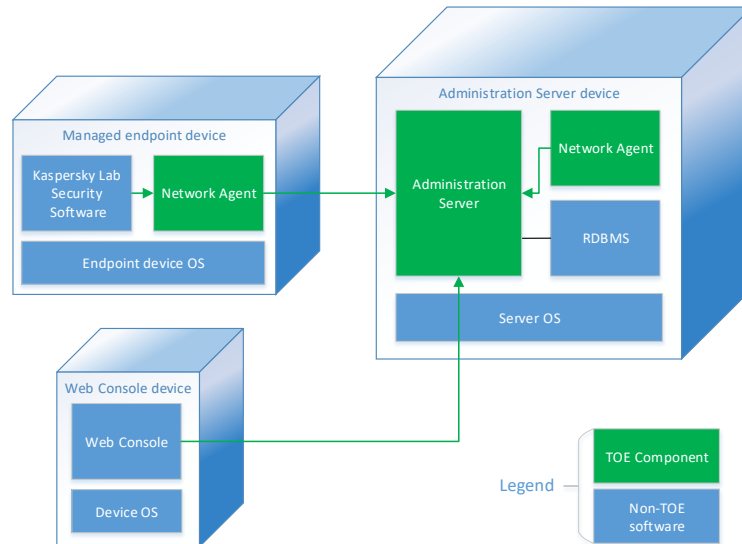 Managed endpoint device
Kaspersky Lab
Security
Software
Network Agent
Endpoint device OS
Administration Server device
Administration
Server
Network Agent
RDBMS
Server OS
Web Console device
Web Console
Device OS
Legend
TOE Component
Non-TOE
software